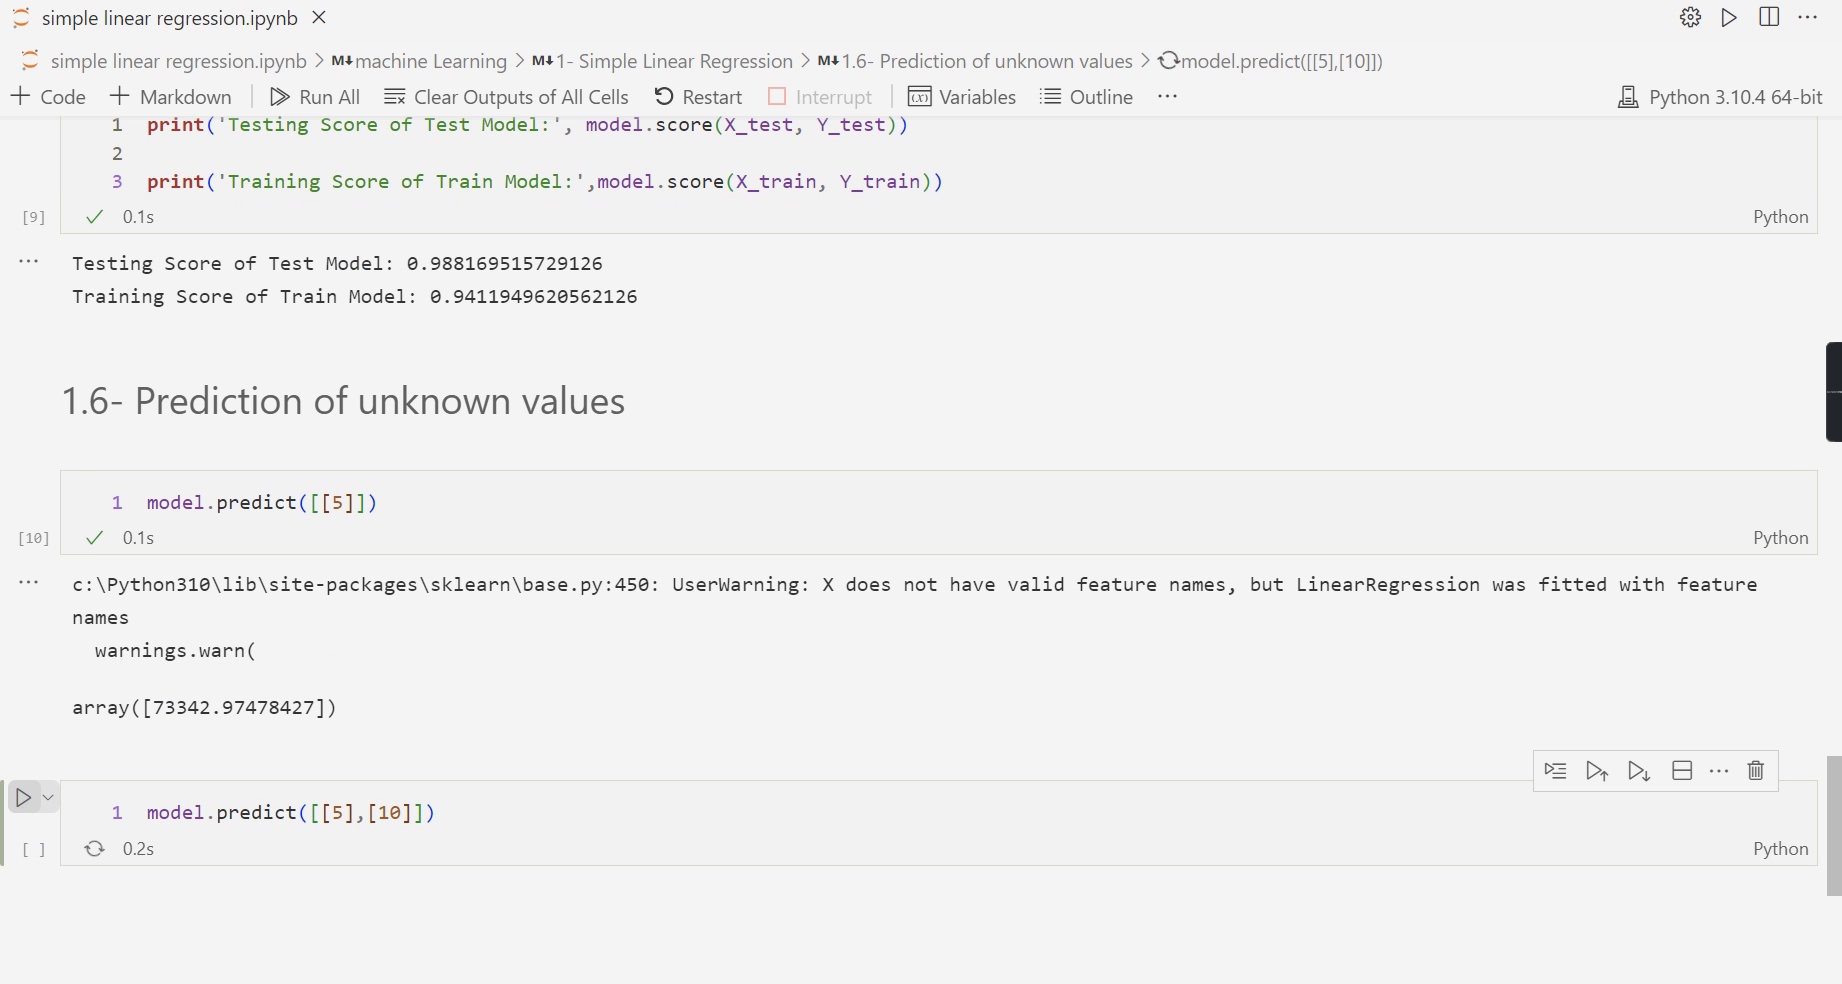 simple linear regression.ipynb
simple linear regression.ipynb > M↓ machine Learning > M↓ 1- Simple Linear Regression > M↓ 1.6- Prediction of unknown values > model.predict([[5],[10]])
+ Code + Markdown | Run All Clear Outputs of All Cells Restart Interrupt | Variables Outline ... Python 3.10.4 64-bit
1 print('Testing Score of Test Model:', model.score(X_test, Y_test))
2
3 print('Training Score of Train Model:',model.score(X_train, Y_train))
[9] ✓ 0.1s Python
... Testing Score of Test Model: 0.988169515729126
Training Score of Train Model: 0.9411949620562126
1.6- Prediction of unknown values
1 model.predict([[5]])
[10] ✓ 0.1s Python
... c:\Python310\lib\site-packages\sklearn\base.py:450: UserWarning: X does not have valid feature names, but LinearRegression was fitted with feature
names
warnings.warn(
array([73342.97478427])
1 model.predict([[5],[10]])
[ ] 0.2s Python